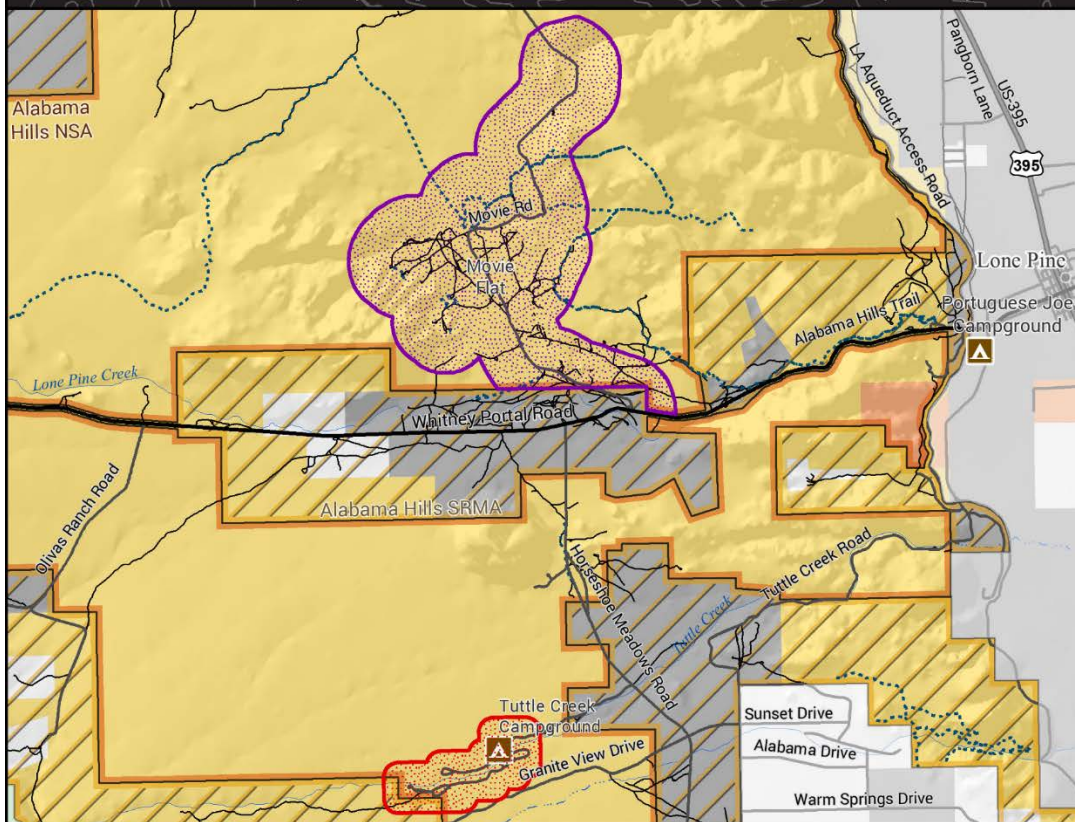 Alabama
Hills NSA
LA Aqueduct Access Road
Pangborn Lane
US-395
395
Movie Rd
Movie
Flat
Lone Pine
Portuguese Joe
Campground
Alabama Hills Trail
Lone Pine Creek
Whitney Portal Road
Alabama Hills SRMA
Olivas Ranch Road
Horseshoe Meadows Road
Tuttle Creek Road
Tuttle Creek
Tuttle Creek
Campground
Granite View Drive
Sunset Drive
Alabama Drive
Warm Springs Drive